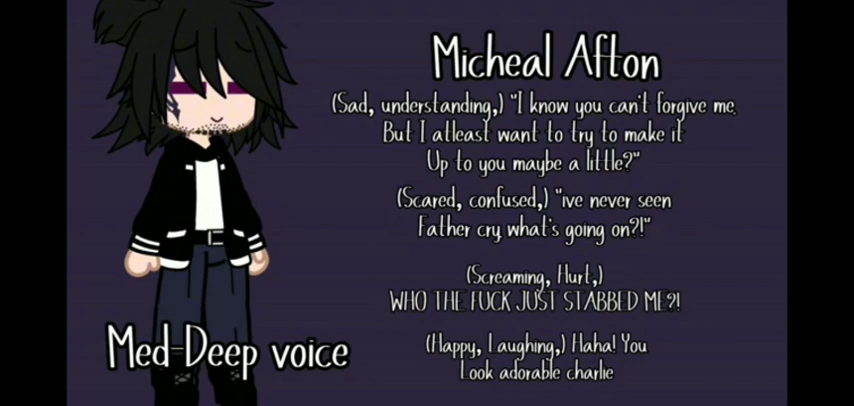 Micheal Afton
(Sad, understanding,) "I know you can't forgive me.
But I atleast want to try to make it
Up to you maybe a little?"
(Scared, confused,) "ive never seen
Father cry, what's going on?!"
(Screaming, Hurt,)
WHO THE FUCK JUST STABBED ME?!
(Happy, Laughing,) Haha! You
Look adorable charlie
Med-Deep voice